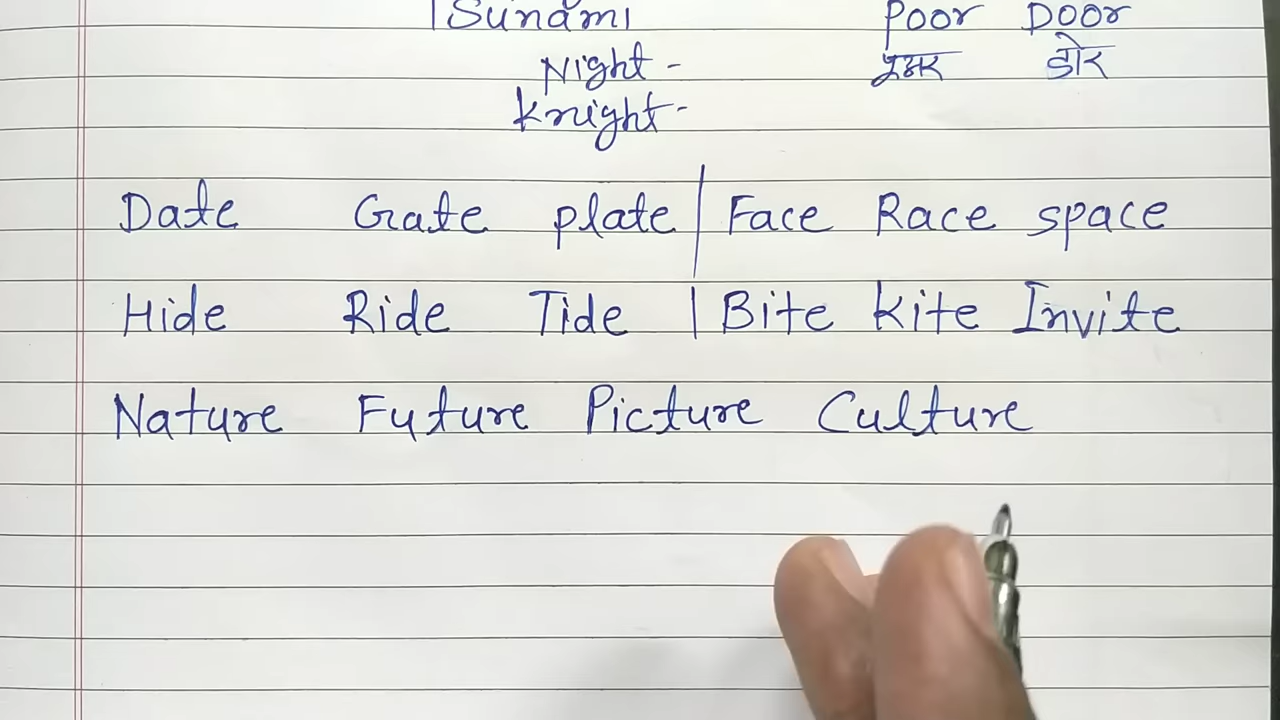 Tsunami Poor Door
Night - डोर
Knight -
Date Grate plate | Face Race space
Hide Ride Tide | Bite kite Invite
Nature Future Picture Culture